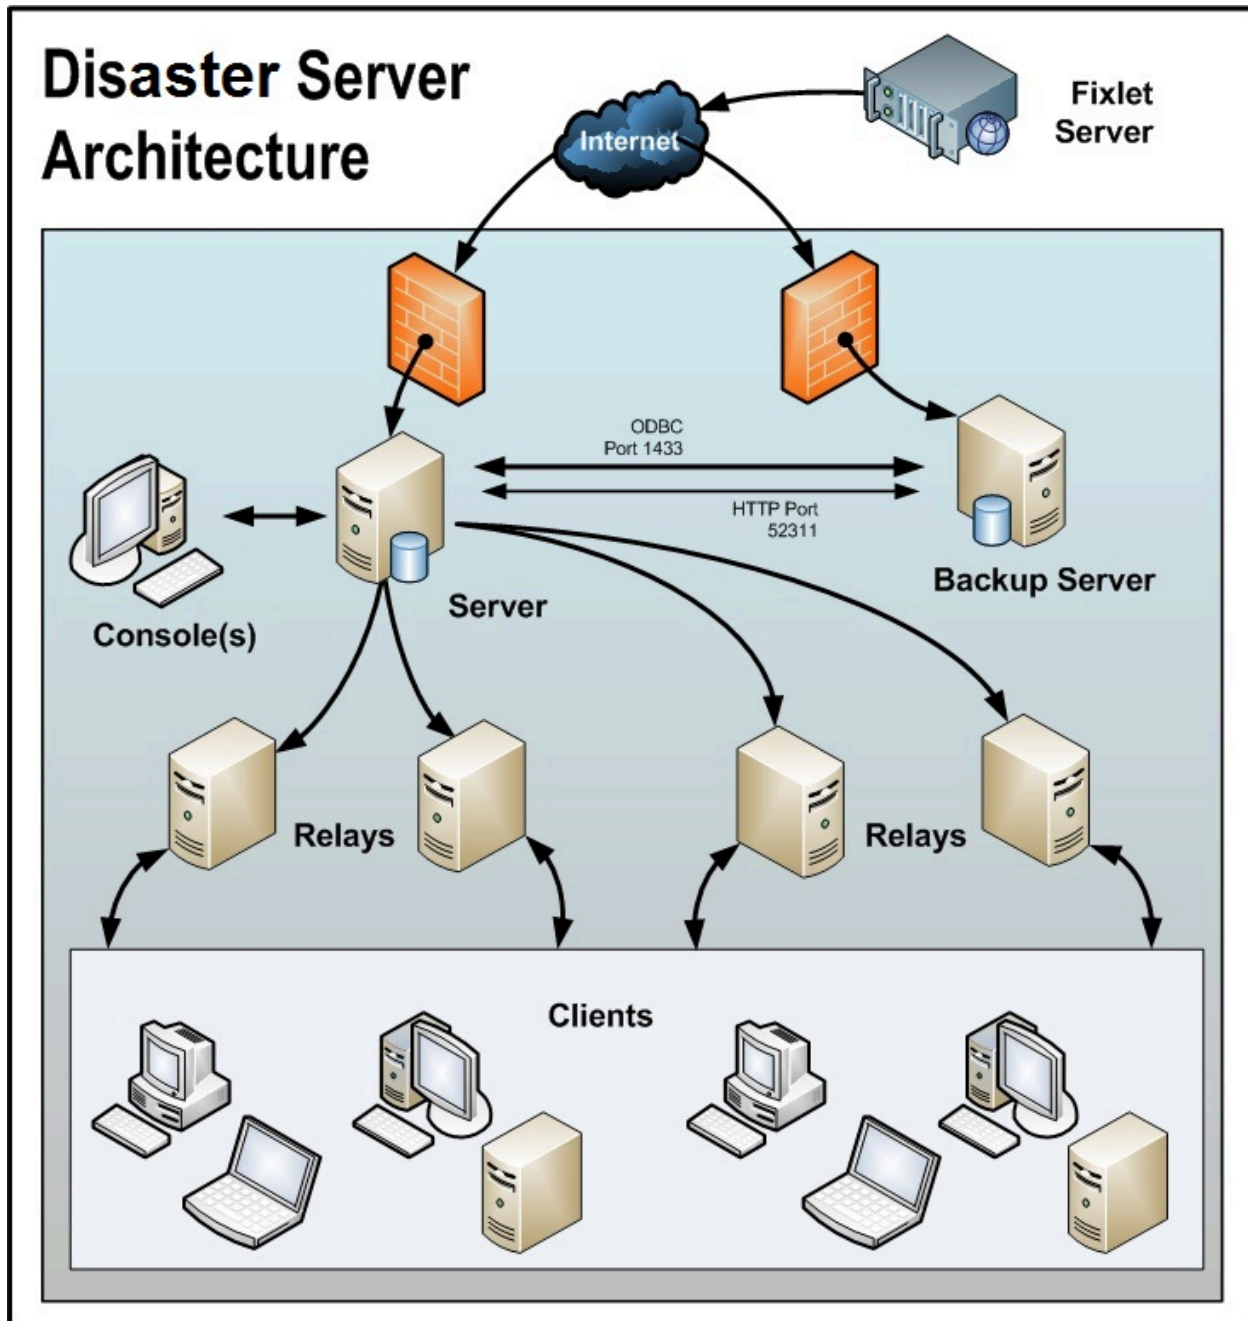 Disaster Server
Architecture
Internet
Fixlet
Server
ODBC
Port 1433
HTTP Port
52311
Server
Backup Server
Console(s)
Relays
Relays
Clients